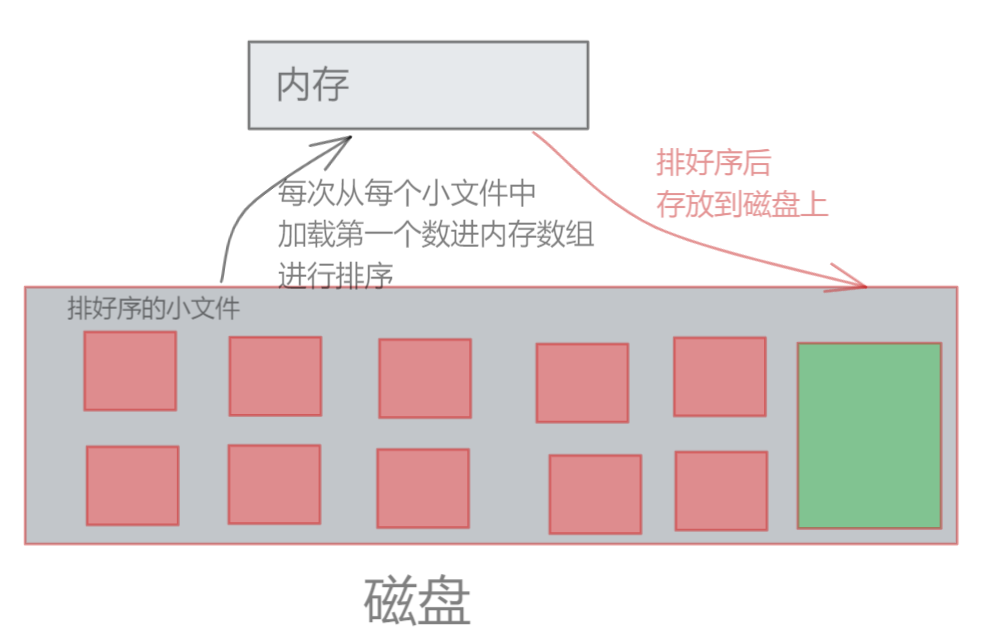 内存
排好序后
存放到磁盘上
每次从每个小文件中
加载第一个数进内存数组
进行排序
排好序的小文件
磁盘